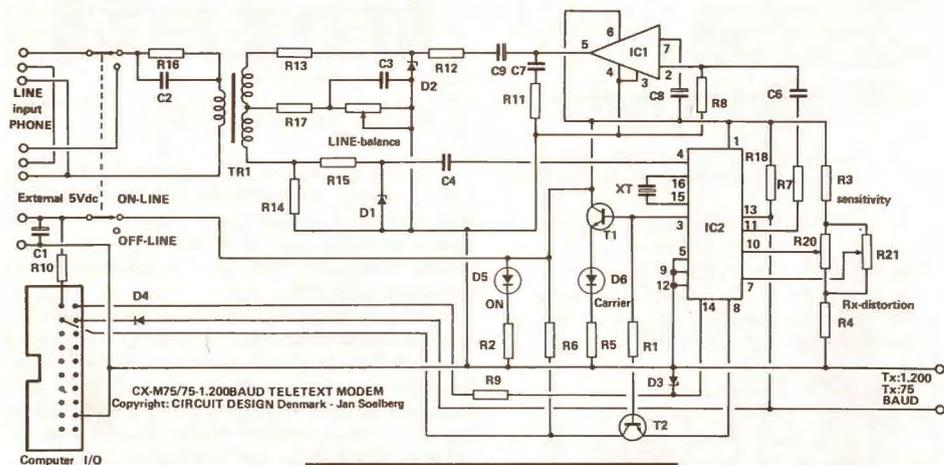 R16
C2
LINE
input
PHONE
TR1
R13
R17
C3
LINE-balance
D2
R12
C9
C7
R11
5
6
IC1
7
4
3
2
C8
R8
C6
R14
R15
D1
C4
External 5Vdc
ON-LINE
OFF-LINE
C1
R10
XT
4
16
15
3
5
9
12
IC2
1
13
11
10
7
14
8
R18
R7
R3
sensitivity
R20
R21
Rx-distortion
R4
T1
D5
ON
D6
Carrier
R2
R6
R5
R1
D4
D3
R9
T2
CX-M75/75-1.200BAUD TELETEXT MODEM
Copyright: CIRCUIT DESIGN Denmark - Jan Soelberg
Tx:1.200
Tx:75
BAUD
Computer I/O